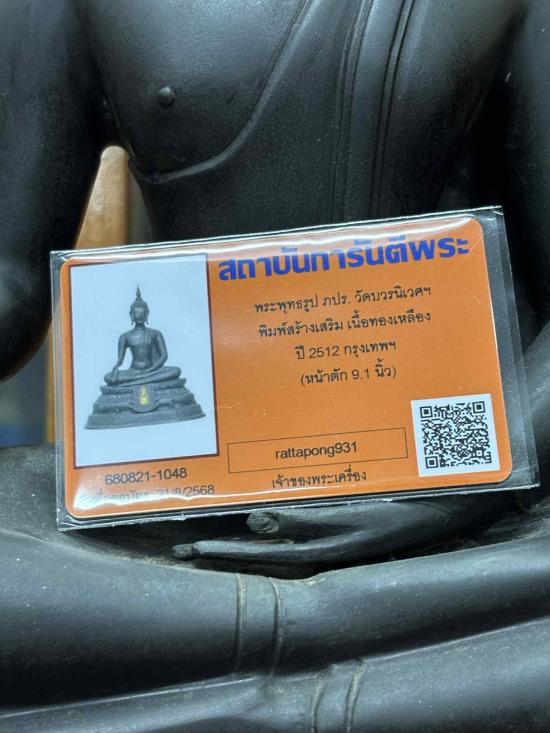 สถาบันการันตีพระ
พระพุทธรูป ภปร. วัดบวรนิเวศฯ
พิมพ์สร้างเสริม เนื้อทองเหลือง
ปี 2512 กรุงเทพฯ
(หน้าตัก 9.1 นิ้ว)
rattapong931
เจ้าของพระเครื่อง
680821-1048
21/8/2568